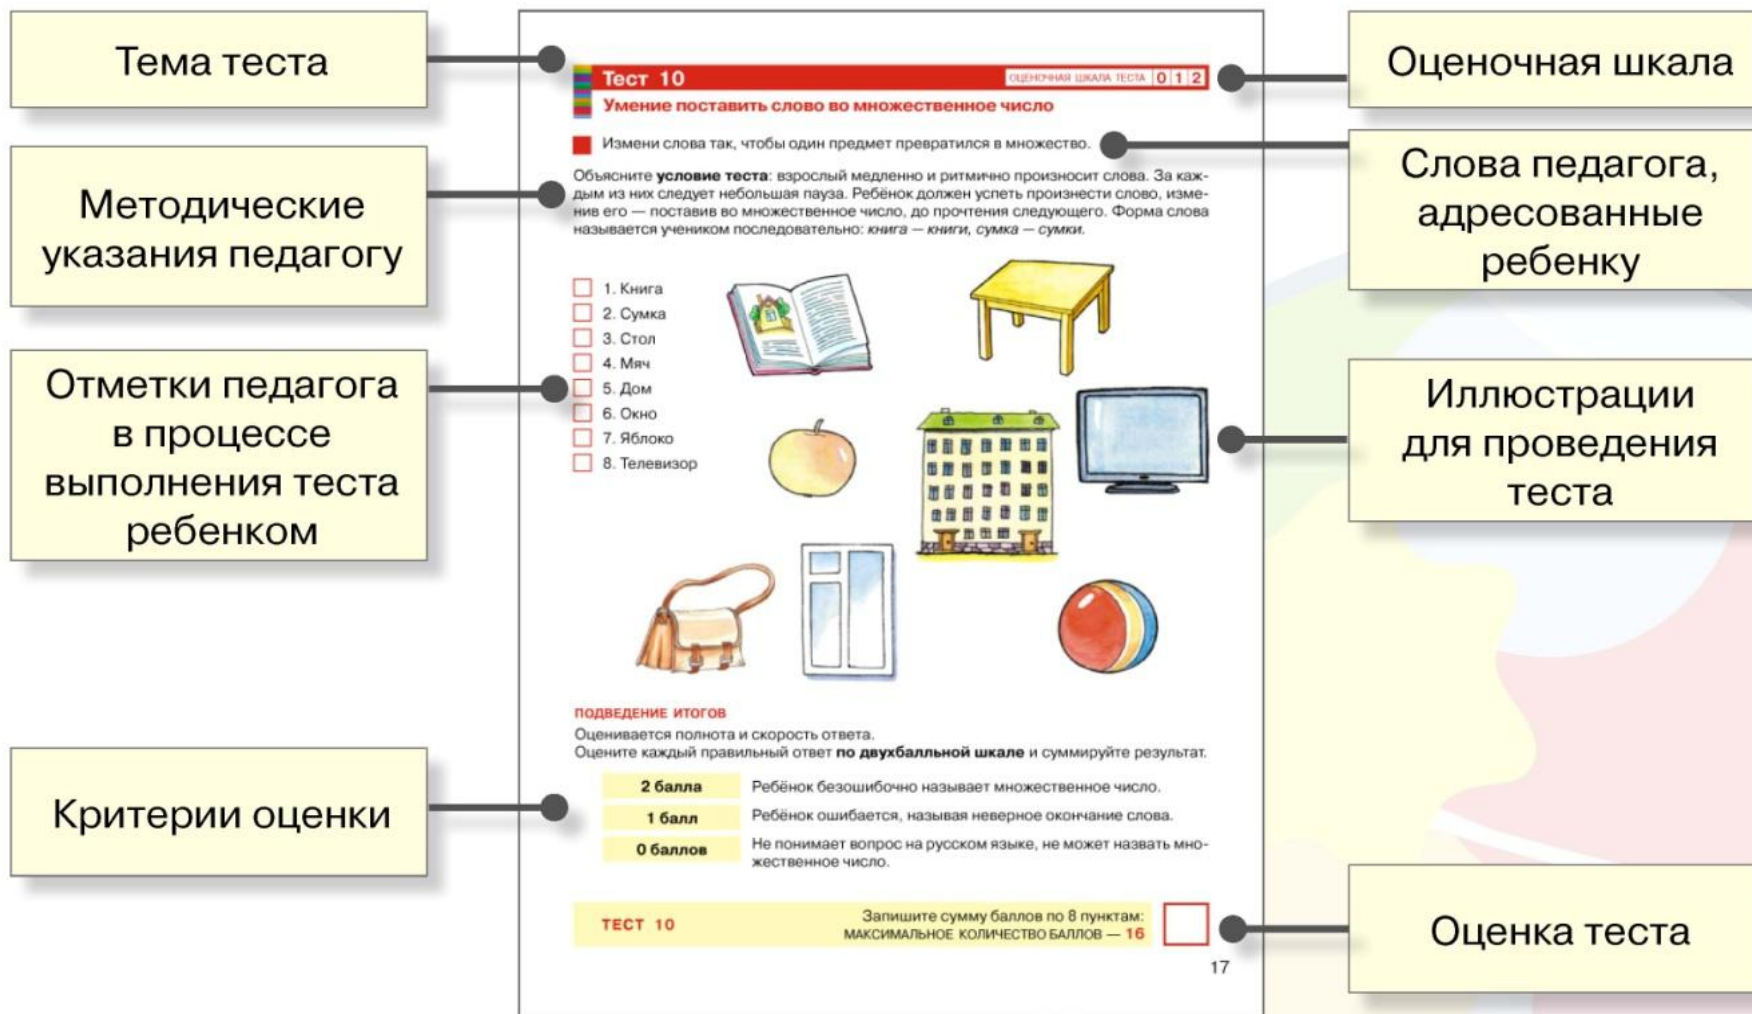 Тема теста
Методические
указания педагогу
Отметки педагога
в процессе
выполнения теста
ребенком
Критерии оценки
Тест 10
ОЦЕНОЧНАЯ ШКАЛА ТЕСТА 0 1 2
Умение поставить слово во множественное число
Измени слова так, чтобы один предмет превратился в множество.
Объясните условие теста: взрослый медленно и ритмично произносит слова. За каж-
дым из них следует небольшая пауза. Ребёнок должен успеть произнести слово, изме-
нив его — поставив во множественное число, до прочтения следующего. Форма слова
называется учеником последовательно: книга — книги, сумка — сумки.
1. Книга
2. Сумка
3. Стол
4. Мяч
5. Дом
6. Окно
7. Яблоко
8. Телевизор
ПОДВЕДЕНИЕ ИТОГОВ
Оценивается полнота и скорость ответа.
Оцените каждый правильный ответ по двухбалльной шкале и суммируйте результат.
2 балла Ребёнок безошибочно называет множественное число.
1 балл Ребёнок ошибается, называя неверное окончание слова.
0 баллов Не понимает вопрос на русском языке, не может назвать мно-
жественное число.
ТЕСТ 10
Запишите сумму баллов по 8 пунктам:
МАКСИМАЛЬНОЕ КОЛИЧЕСТВО БАЛЛОВ — 16
17
Оценочная шкала
Слова педагога,
адресованные
ребенку
Иллюстрации
для проведения
теста
Оценка теста